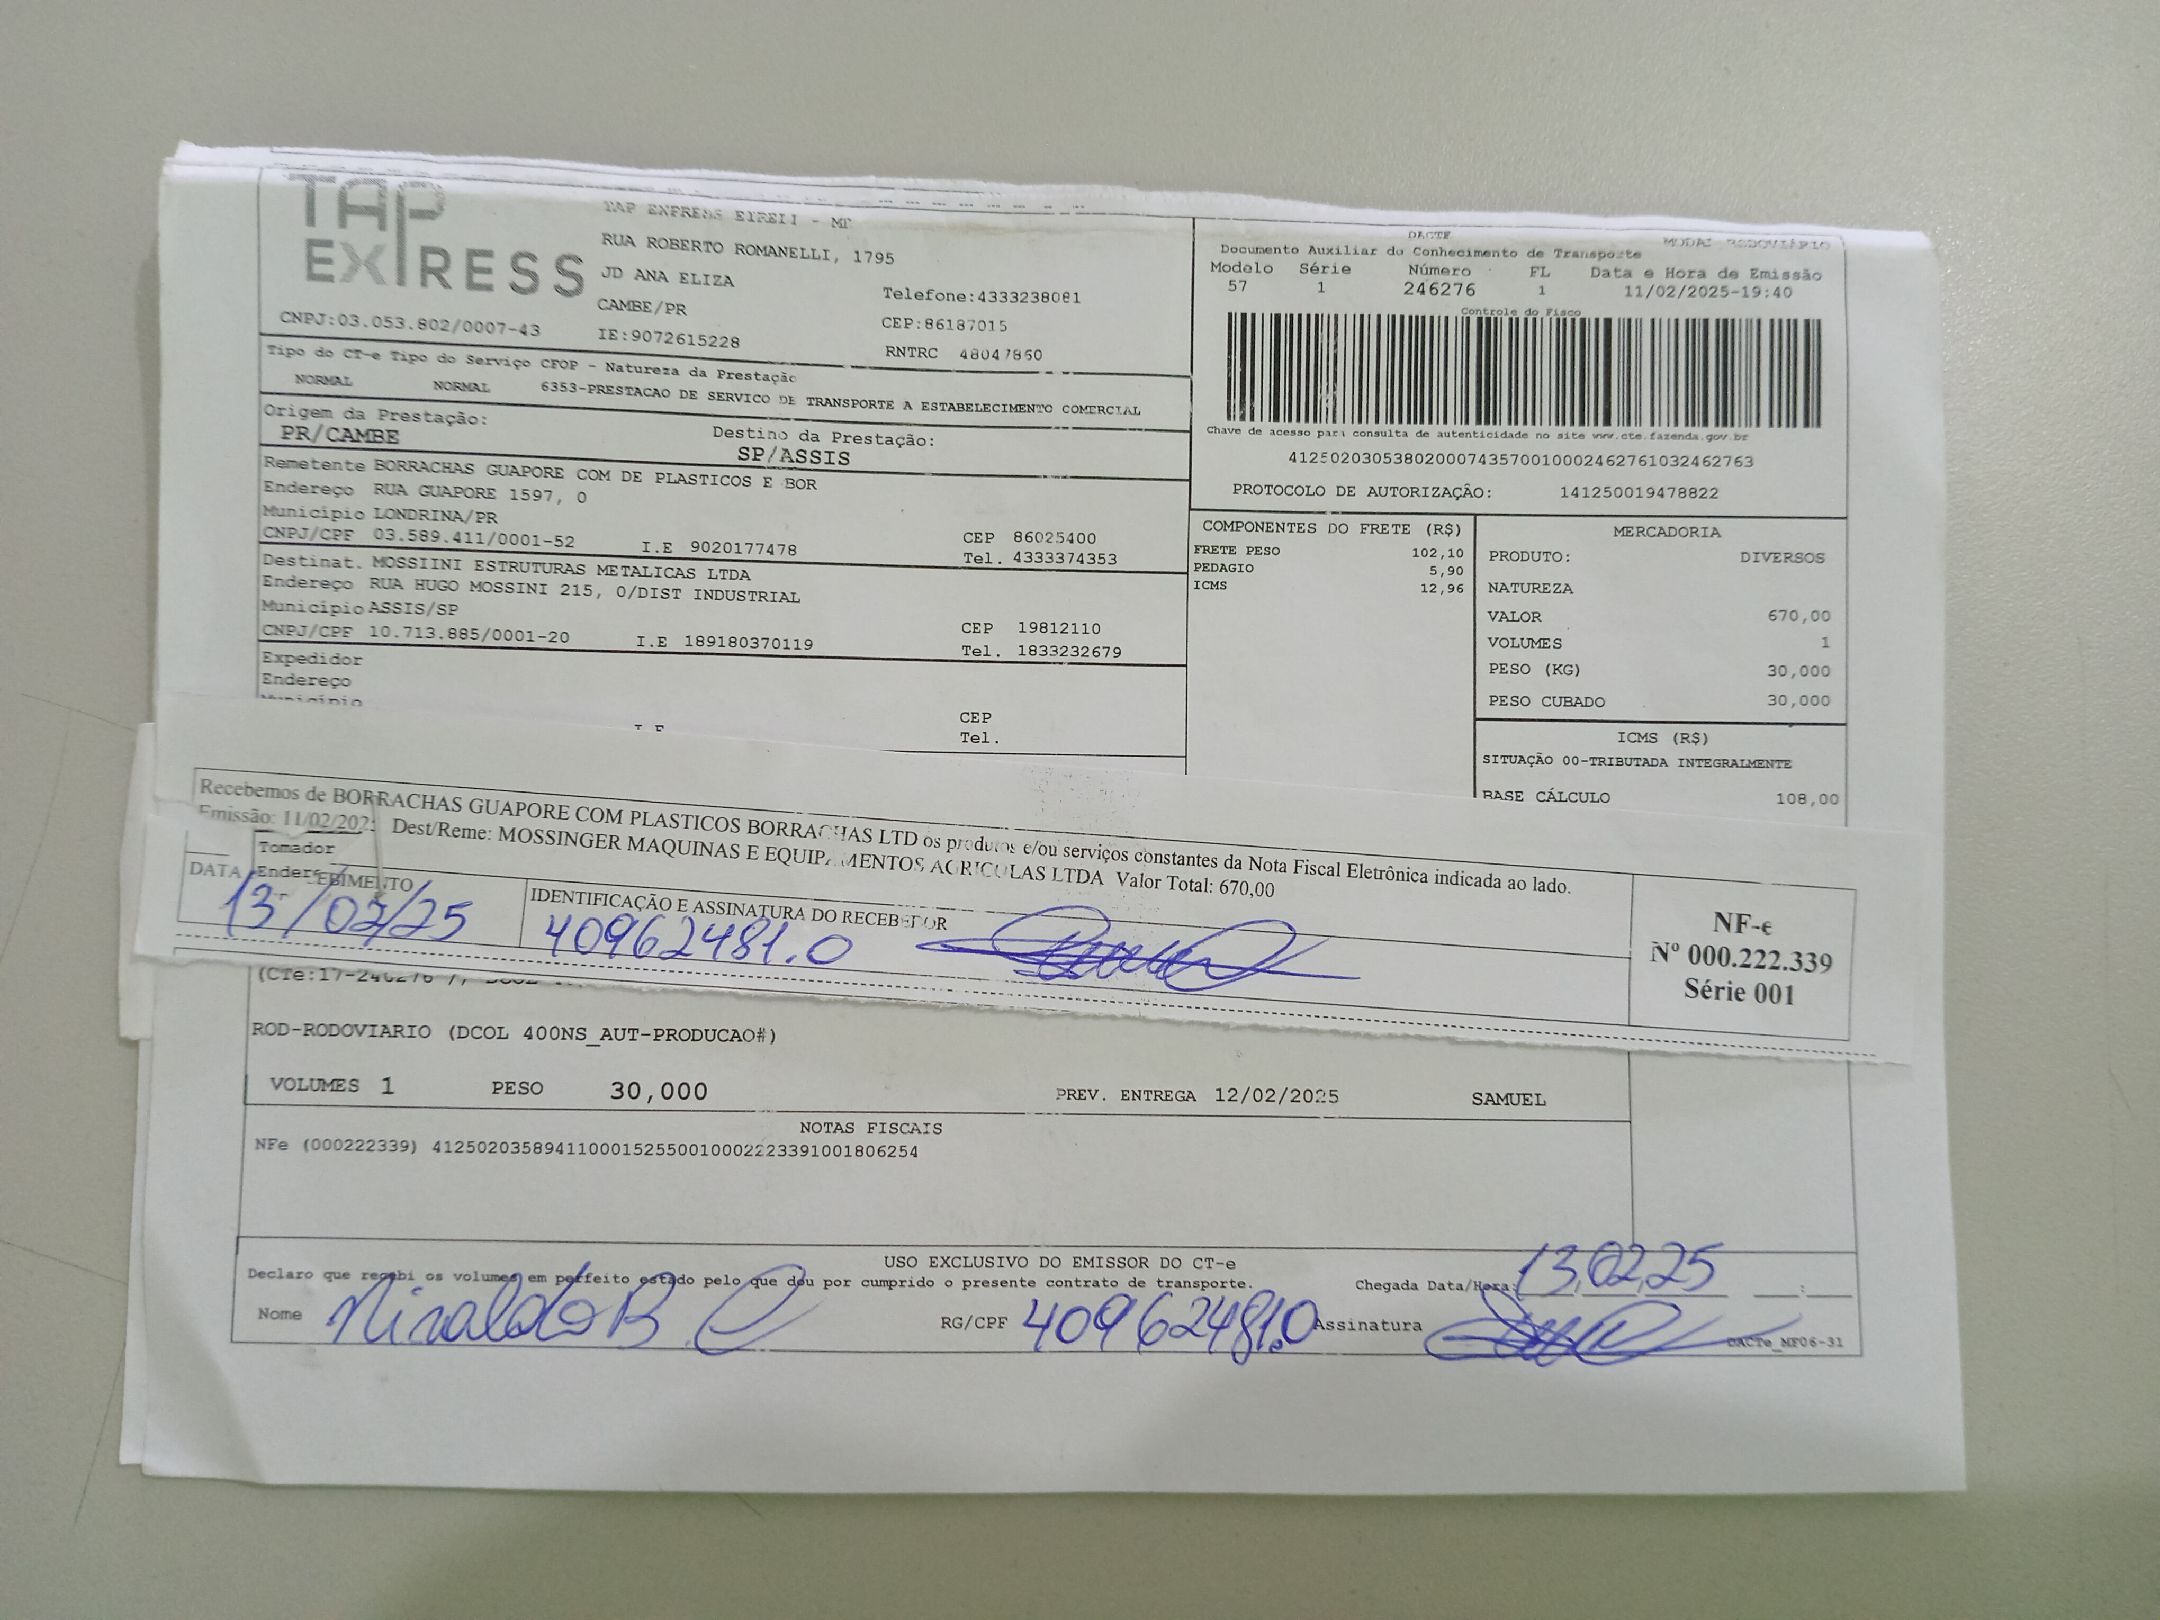 TAP EXPRESS
TAP EXPRESS EIRELI - ME
RUA ROBERTO ROMANELLI, 1795
JD ANA ELIZA
Telefone:4333238081
CAMBE/PR
CEP:86187015
CNPJ:03.053.802/0007-43
IE:9072615228
RNTRC 48047860
DACTE
MODAL RODOVIÁRIO
Documento Auxiliar do Conhecimento de Transporte
Modelo Série Número FL Data e Hora de Emissão
57 1 246276 1 11/02/2025-19:40
Controle do Fisco
Chave de acesso para consulta de autenticidade no site www.cte.fazenda.gov.br
41250203053802000743570010002462761032462763
PROTOCOLO DE AUTORIZAÇÃO: 141250019478822
Tipo do CT-e Tipo do Serviço CFOP - Natureza da Prestação
NORMAL NORMAL 6353-PRESTACAO DE SERVICO DE TRANSPORTE A ESTABELECIMENTO COMERCIAL
Origem da Prestação: Destino da Prestação:
PR/CAMBE SP/ASSIS
Remetente BORRACHAS GUAPORE COM DE PLASTICOS E BOR
Endereço RUA GUAPORE 1597, 0
Município LONDRINA/PR CEP 86025400
CNPJ/CPF 03.589.411/0001-52 I.E 9020177478 Tel. 4333374353
Destinat. MOSSIINI ESTRUTURAS METALICAS LTDA
Endereço RUA HUGO MOSSINI 215, 0/DIST INDUSTRIAL
Município ASSIS/SP CEP 19812110
CNPJ/CPF 10.713.885/0001-20 I.E 189180370119 Tel. 1833232679
Expedidor
Endereço
Município CEP
I.E Tel.
COMPONENTES DO FRETE (R$)
FRETE PESO 102,10
PEDAGIO 5,90
ICMS 12,96
MERCADORIA
PRODUTO: DIVERSOS
NATUREZA
VALOR 670,00
VOLUMES 1
PESO (KG) 30,000
PESO CUBADO 30,000
ICMS (R$)
SITUAÇÃO 00-TRIBUTADA INTEGRALMENTE
BASE CÁLCULO 108,00
Recebemos de BORRACHAS GUAPORE COM PLASTICOS BORRACHAS LTD os produtos e/ou serviços constantes da Nota Fiscal Eletrônica indicada ao lado.
Emissão: 11/02/202 Dest/Reme: MOSSINGER MAQUINAS E EQUIPAMENTOS AGRICULAS LTDA Valor Total: 670,00
Tomador
Endere
DATA EBIMENTO IDENTIFICAÇÃO E ASSINATURA DO RECEBEDOR
13/02/25 40962481.0
NF-e
Nº 000.222.339
Série 001
(CTe:17-246276
ROD-RODOVIARIO (DCOL 400NS_AUT-PRODUCAO#)
VOLUMES 1 PESO 30,000 PREV. ENTREGA 12/02/2025 SAMUEL
NOTAS FISCAIS
NFe (000222339) 41250203589411000152550010002223391001806254
USO EXCLUSIVO DO EMISSOR DO CT-e
Declaro que recebi os volumes em perfeito estado pelo que dou por cumprido o presente contrato de transporte. Chegada Data/Hora: 13,02,25 :
Nome Niraldo B. RG/CPF 40962481.0 Assinatura
DACTe_MF06-31